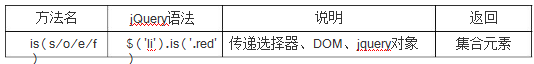 方法名 jQuery语法 说明 返回
is(s/o/e/f) $('li').is('.red') 传递选择器、DOM、jquery对象 集合元素